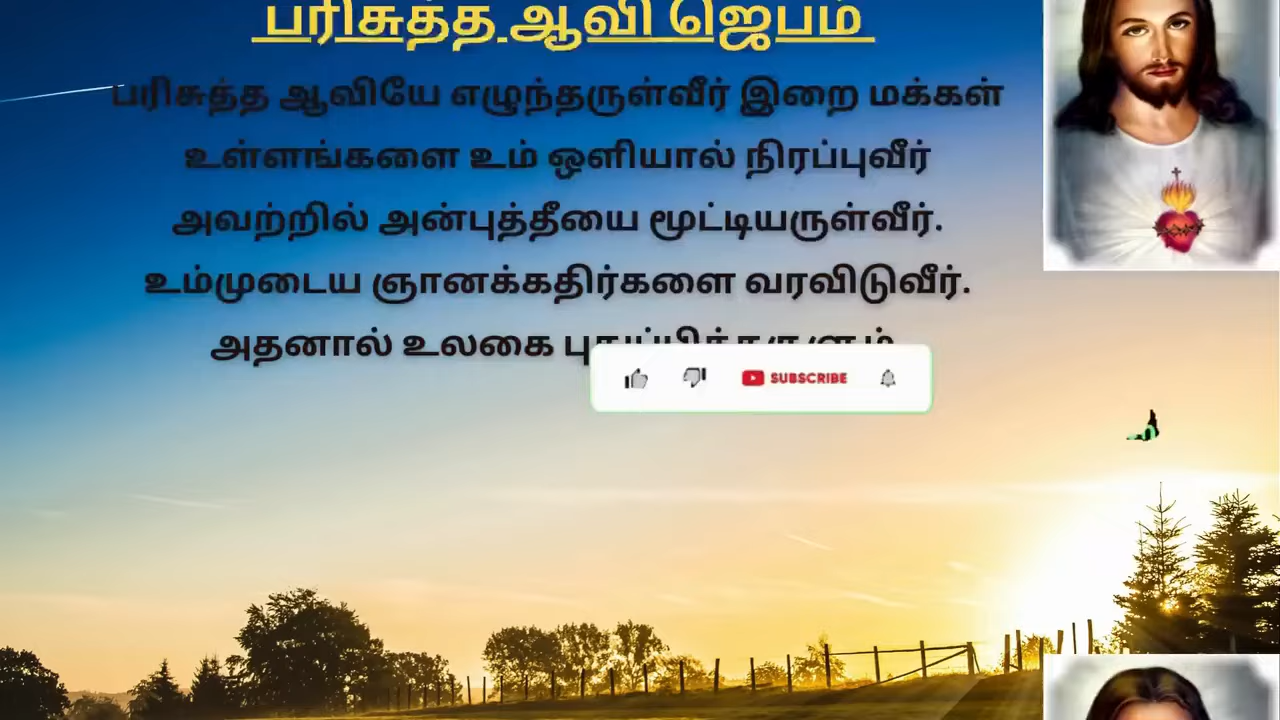 பரிசுத்த ஆவி ஜெபம்
பரிசுத்த ஆவியே எழுந்தருள்வீர் இறை மக்கள்
உள்ளங்களை உம் ஒளியால் நிரப்புவீர்
அவற்றில் அன்புத்தீயை மூட்டியருள்வீர்.
உம்முடைய ஞானக்கதிர்களை வரவிடுவீர்.
அதனால் உலகை
SUBSCRIBE